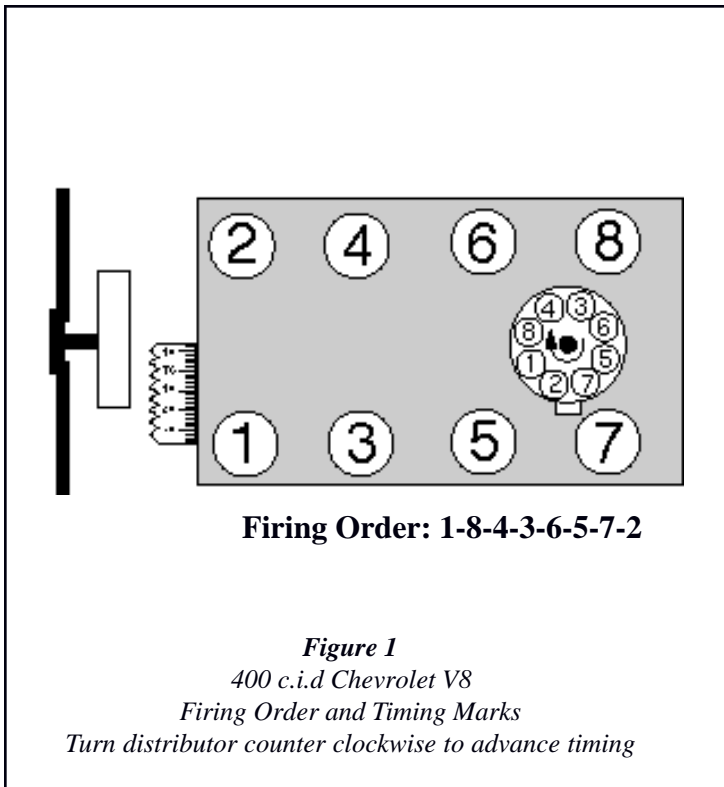 2 4 6 8
4 3
8 6
1 5
2 7
1 3 5 7
Firing Order: 1-8-4-3-6-5-7-2
Figure 1
400 c.i.d Chevrolet V8
Firing Order and Timing Marks
Turn distributor counter clockwise to advance timing